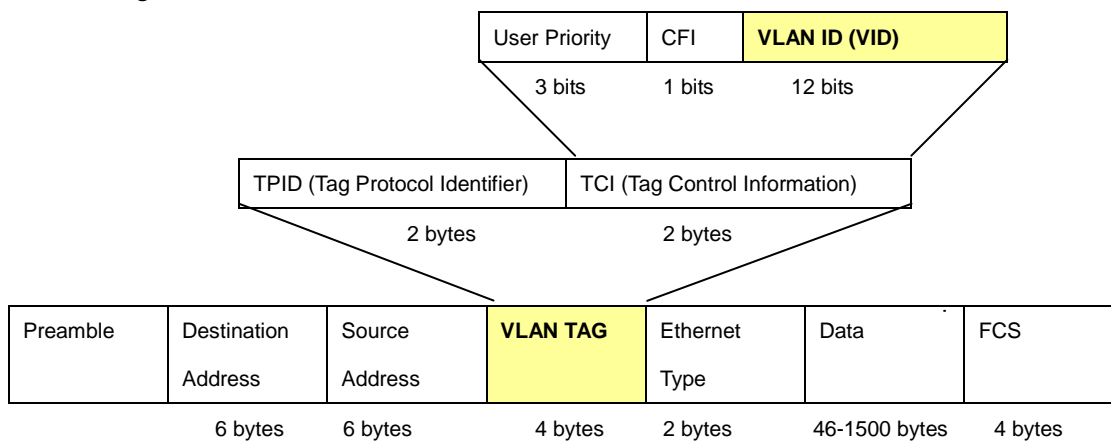 User Priority CFI VLAN ID (VID)
3 bits 1 bits 12 bits
TPID (Tag Protocol Identifier) TCI (Tag Control Information)
2 bytes 2 bytes
Preamble Destination Source VLAN TAG Ethernet Data FCS
Address Address Type
6 bytes 6 bytes 4 bytes 2 bytes 46-1500 bytes 4 bytes